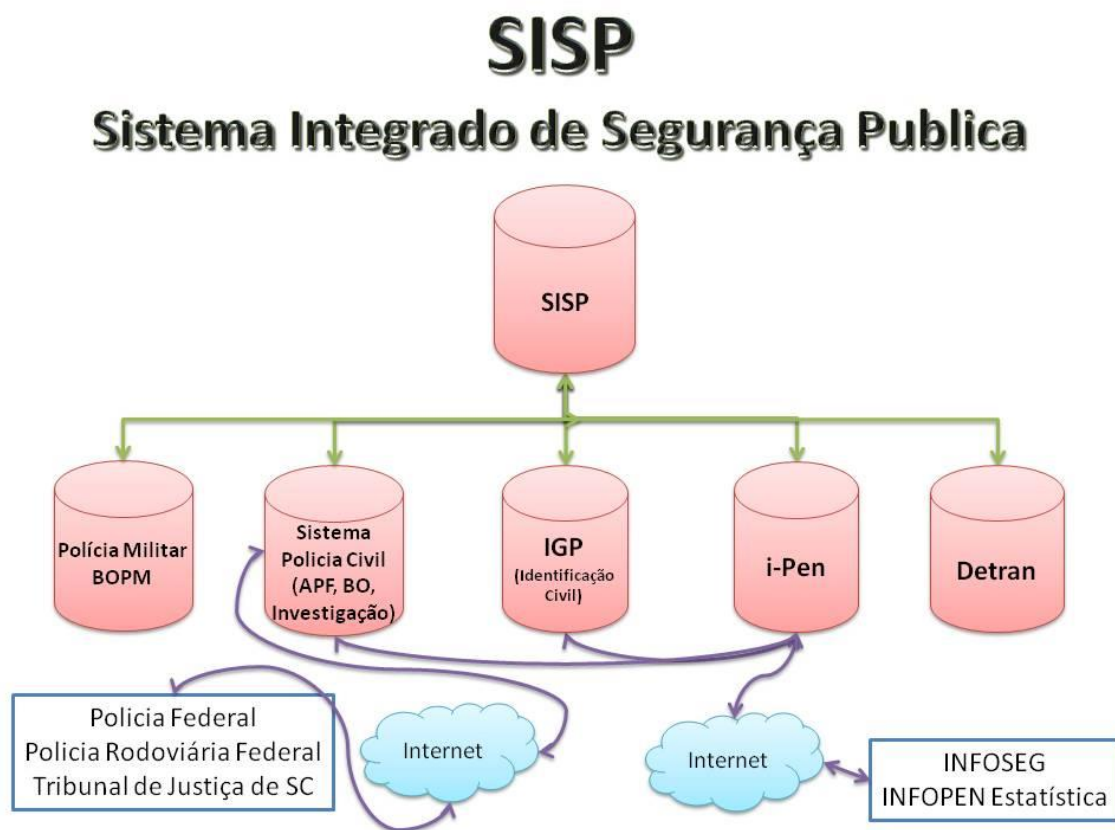 SISP
Sistema Integrado de Segurança Publica
SISP
Polícia Militar
BOPM
Sistema
Policia Civil
(APF, BO,
Investigação)
IGP
(Identificação
Civil)
i-Pen
Detran
Policia Federal
Policia Rodoviária Federal
Tribunal de Justiça de SC
Internet
Internet
INFOSEG
INFOPEN Estatística